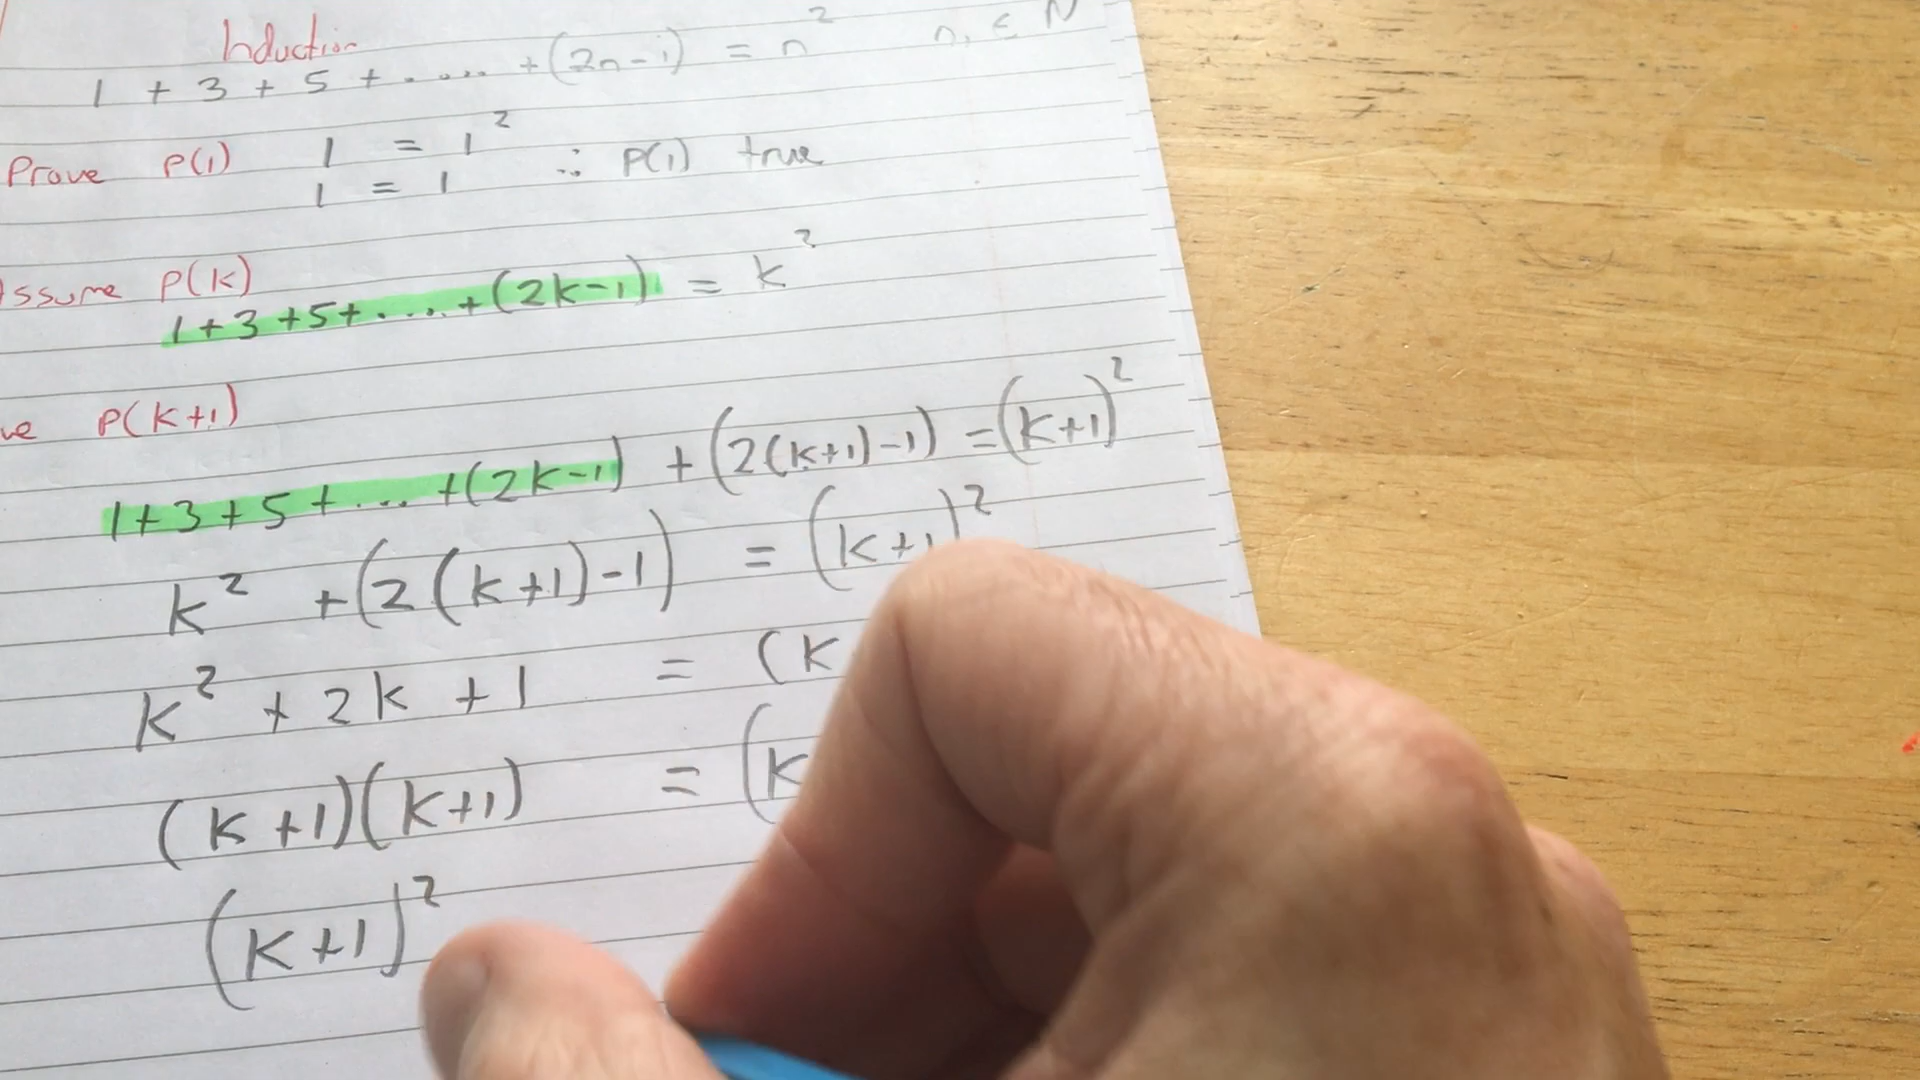 Induction
1 + 3 + 5 + ..... + (2n-1) = n² n, ∈ N
Prove P(1) 1 = 1²
1 = 1 ∴ P(1) true
Assume P(k)
1+3+5+.....+(2k-1) = k²
ve P(k+1)
1+3+5+....+(2k-1) + (2(k+1)-1) = (k+1)²
k² + (2(k+1)-1) = (k+1)²
k² + 2k + 1 = (k
(k+1)(k+1) = (k
(k+1)²